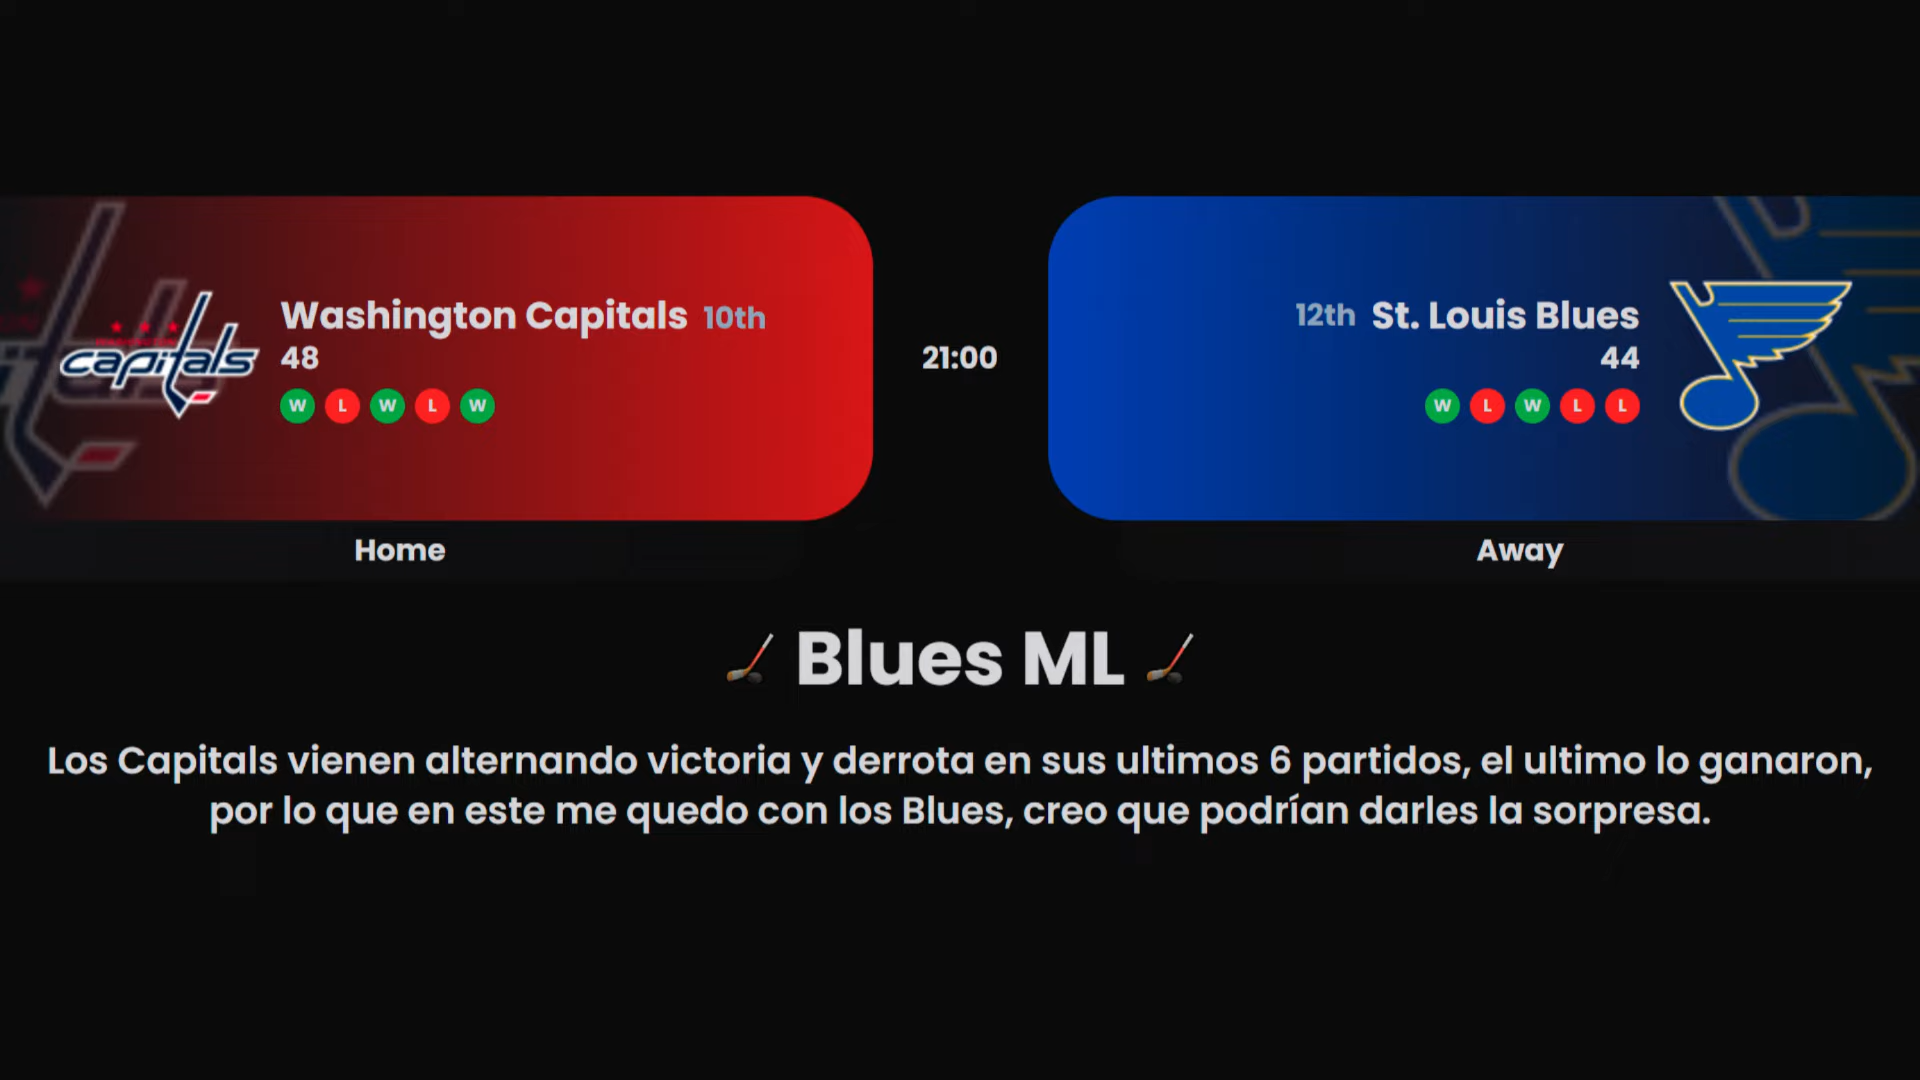 capitals
Washington Capitals 10th
48
W L W L W
21:00
12th St. Louis Blues
44
W L W L L
Home
Away
Blues ML
Los Capitals vienen alternando victoria y derrota en sus ultimos 6 partidos, el ultimo lo ganaron,
por lo que en este me quedo con los Blues, creo que podrían darles la sorpresa.